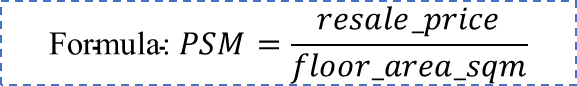 Formula: PSM = resale_price / floor_area_sqm